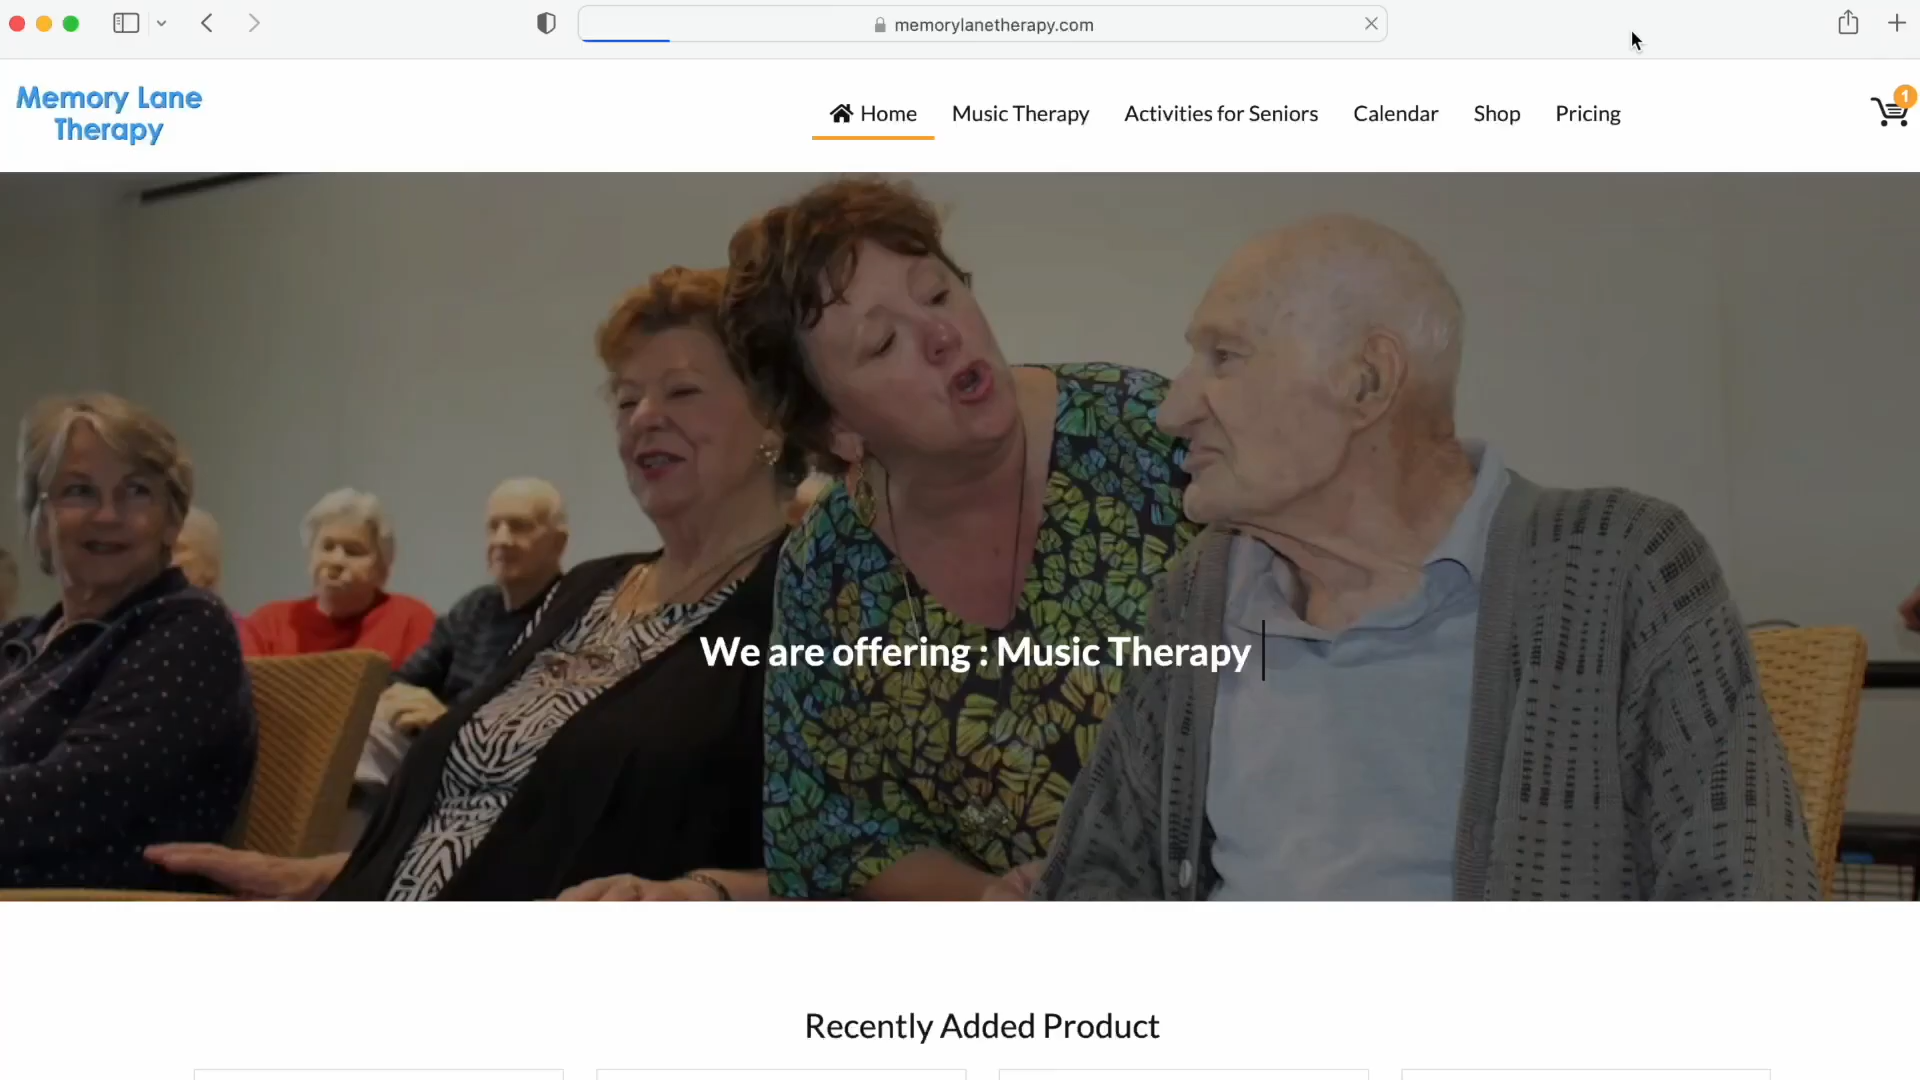 memorylanetherapy.com
Memory Lane
Therapy
Home
Music Therapy
Activities for Seniors
Calendar
Shop
Pricing
1
We are offering : Music Therapy
Recently Added Product